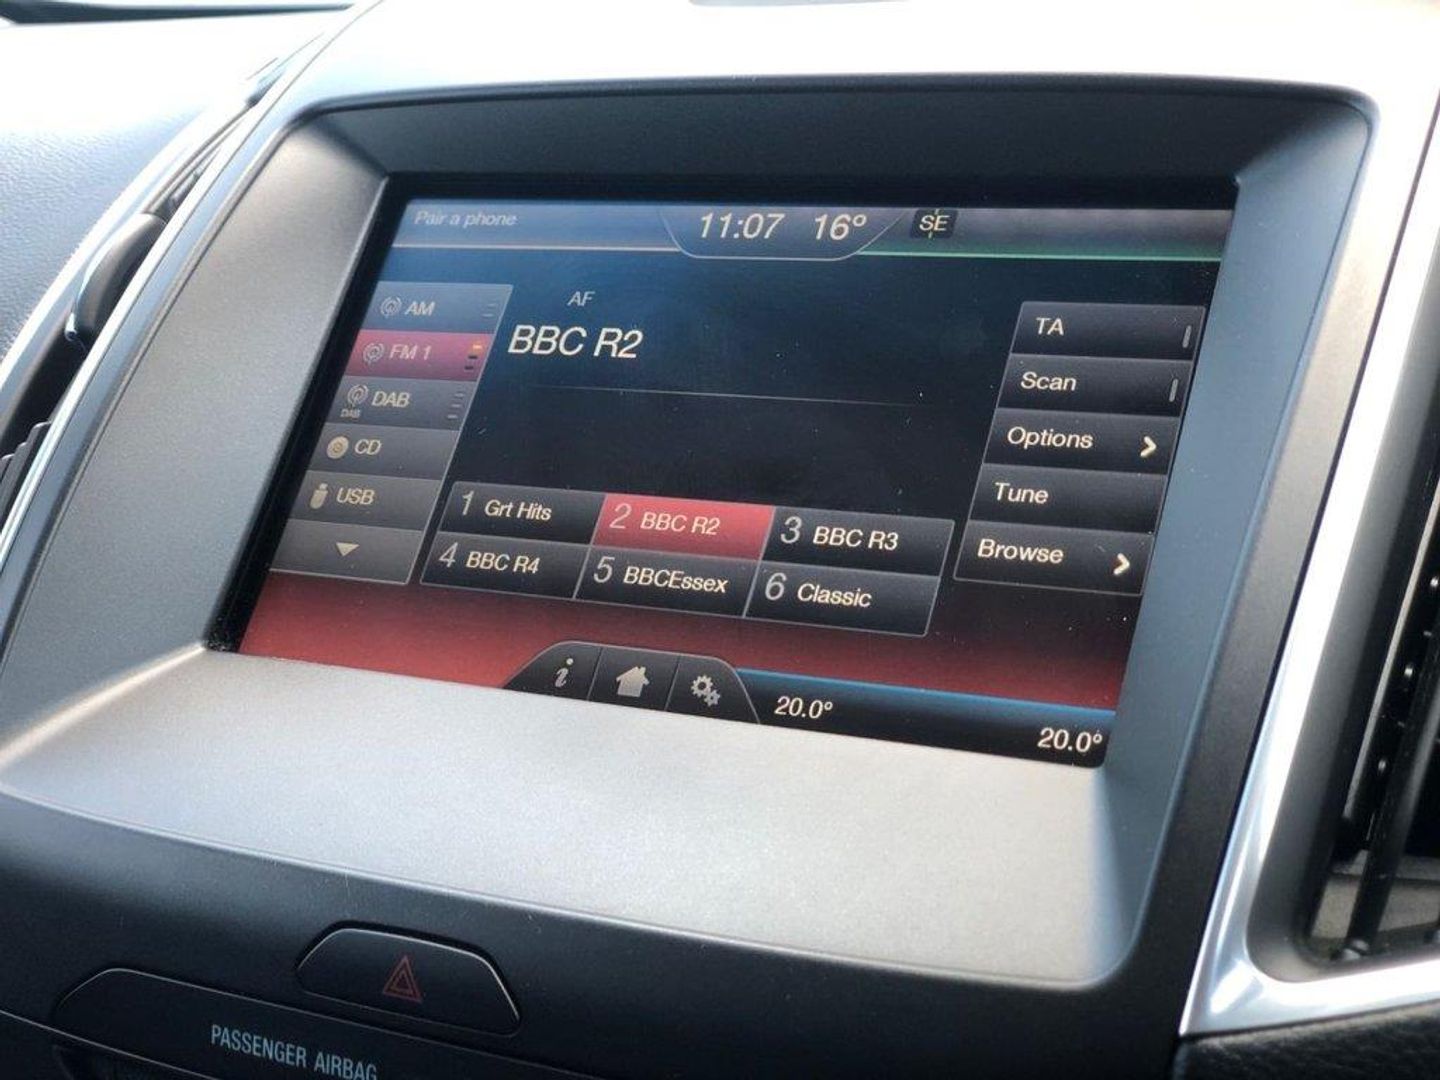 Pair a phone
11:07 16° SE
AM
FM 1
DAB
DAB
CD
USB
AF
BBC R2
TA
Scan
Options
Tune
Browse
1 Grt Hits
2 BBC R2
3 BBC R3
4 BBC R4
5 BBCEssex
6 Classic
i
20.0°
20.0°
PASSENGER AIRBAG